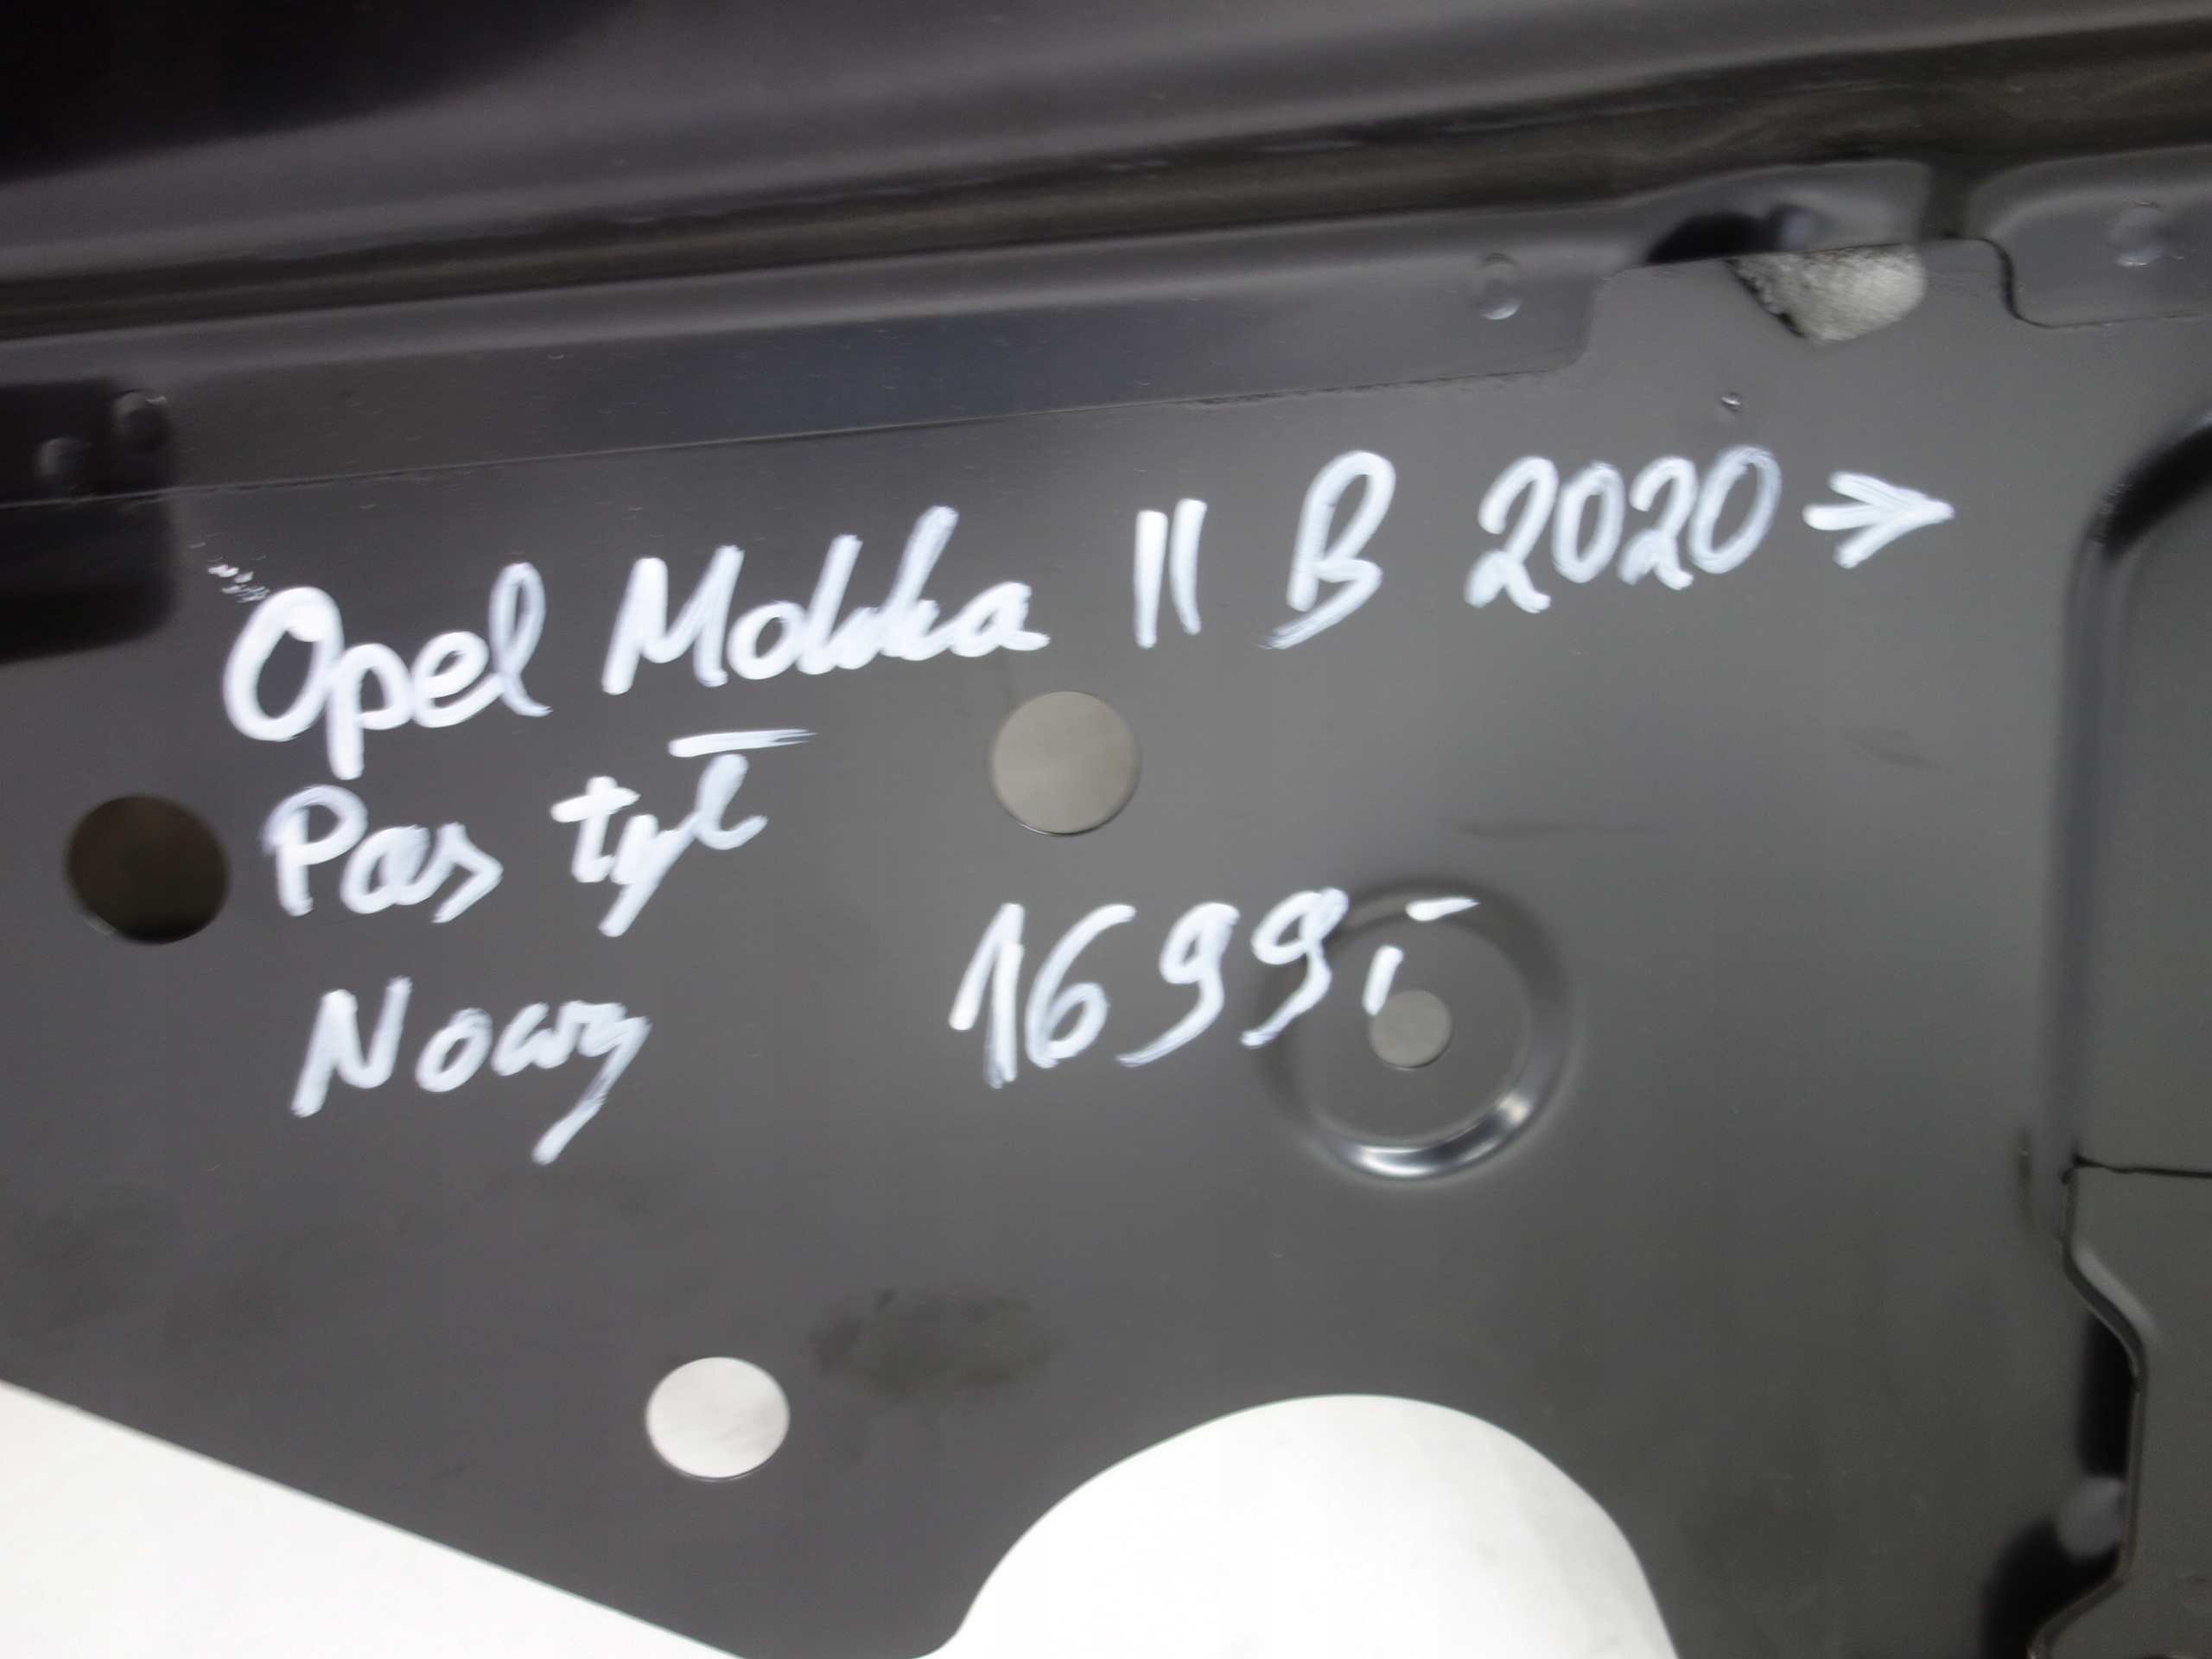 Opel Mokka II B 2020→
Pas tył
1699,-
Nowy